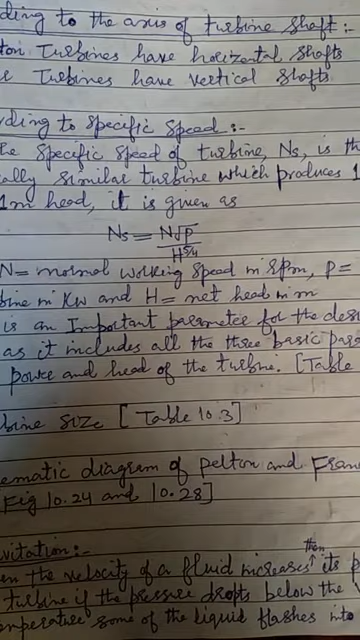 ding to the axis of turbine shaft :-
ton Turbines have horizontal shafts
e Turbines have vertical shafts
ding to specific speed :-
he specific speed of turbine, Ns, is th
cally similar turbine which produces 1
1m head, it is given as
Ns = N√P / H^5/4
N = normal working speed in rpm, P =
bine in kw and H = net head in m
is an Important parameter for the desi
as it includes all the three basic para
power and head of the turbine. [Table
bine size [Table 10.3]
ematic diagram of pelton and Fran
Fig 10.24 and 10.28]
vitation :-
en the velocity of a fluid increases then its p
turbine if the pressure drops below the v
mperature some of the liquid flashes into